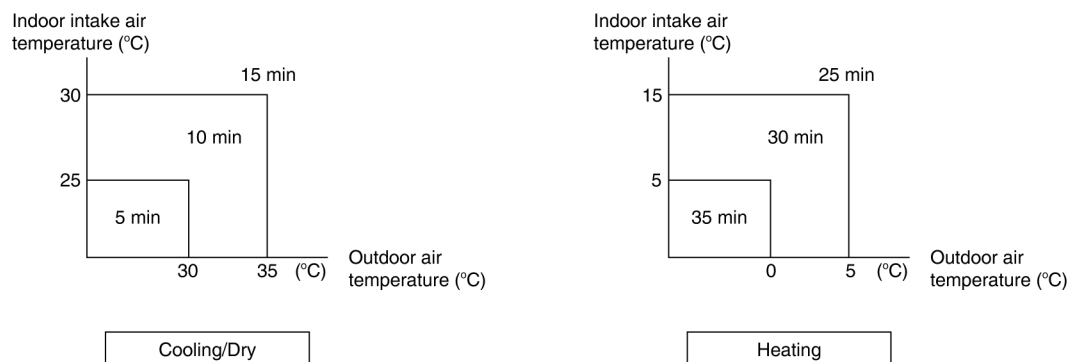 Indoor intake air
temperature (°C)
15 min
30
10 min
25
5 min
30 35 (°C)
Outdoor air
temperature (°C)
Cooling/Dry
Indoor intake air
temperature (°C)
25 min
15
30 min
5
35 min
0 5 (°C)
Outdoor air
temperature (°C)
Heating